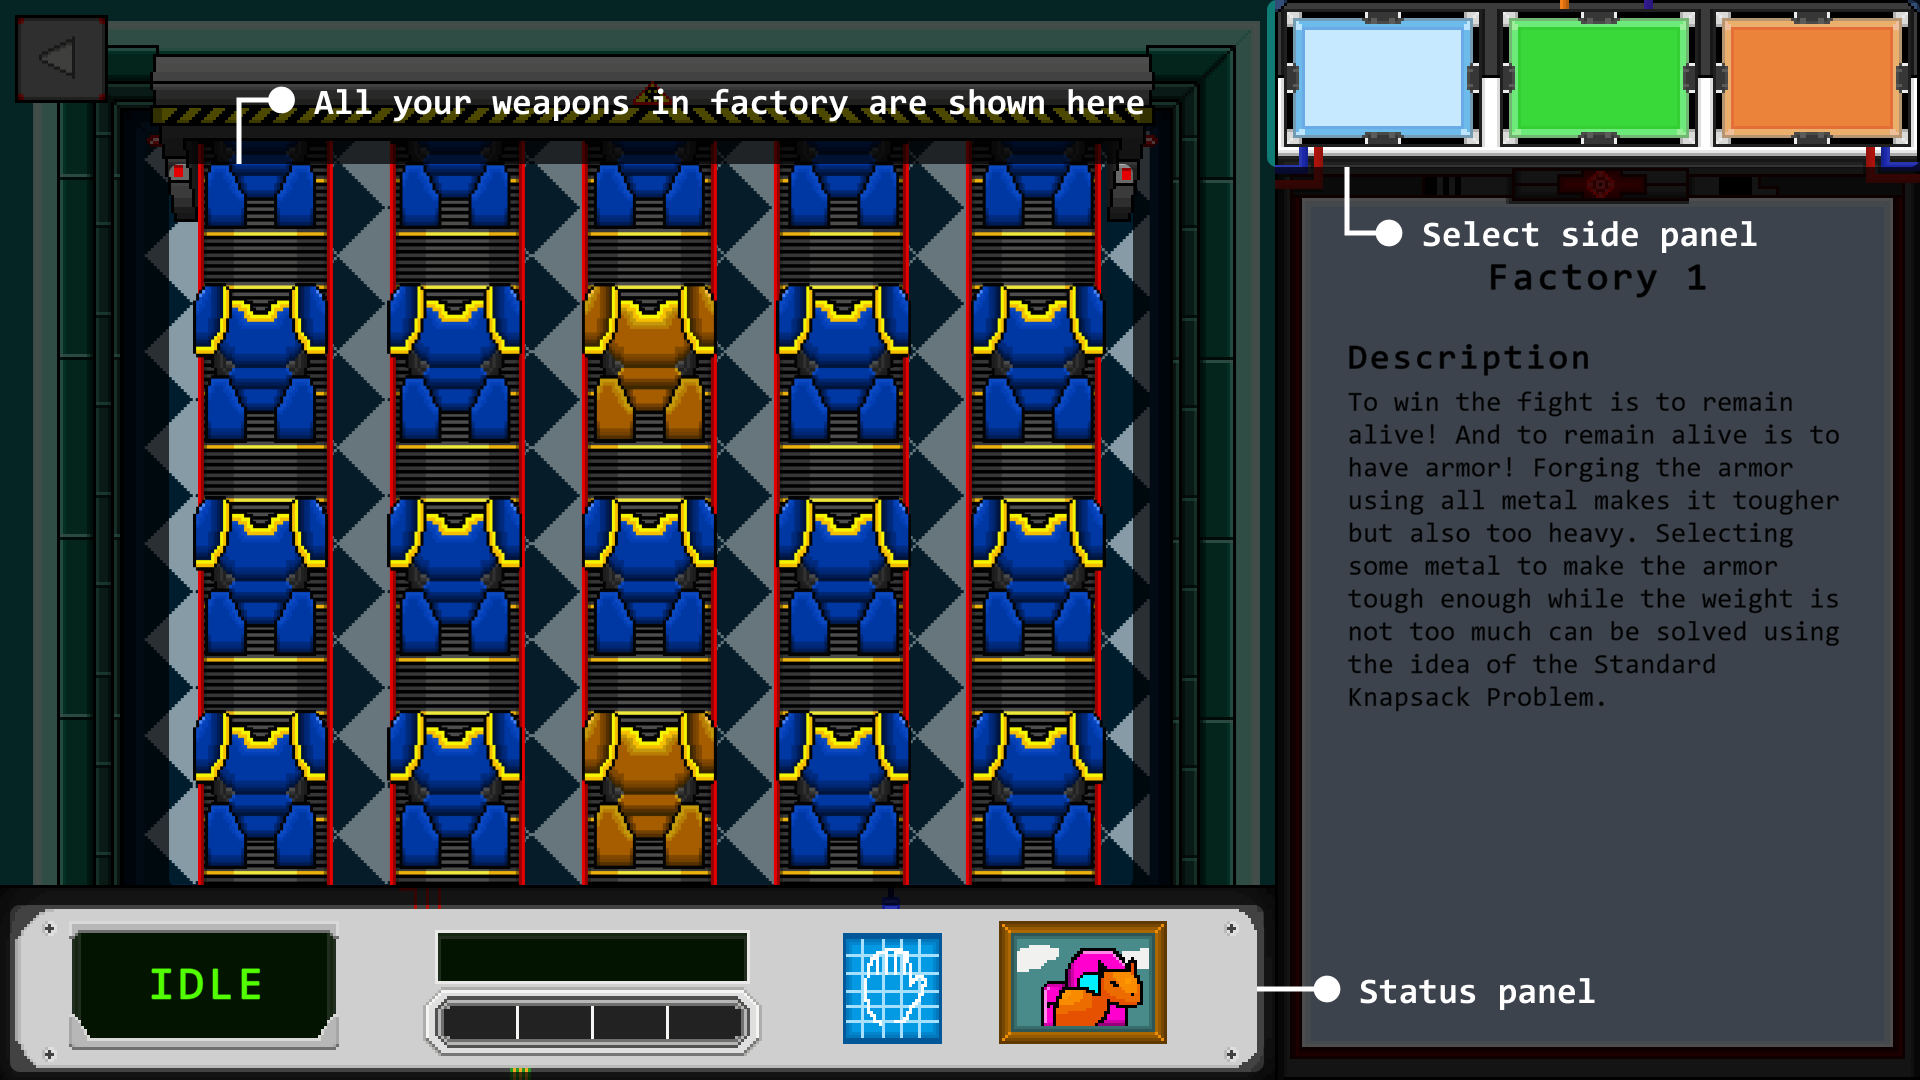 All your weapons in factory are shown here
Select side panel
Factory 1
Description
To win the fight is to remain
alive! And to remain alive is to
have armor! Forging the armor
using all metal makes it tougher
but also too heavy. Selecting
some metal to make the armor
tough enough while the weight is
not too much can be solved using
the idea of the Standard
Knapsack Problem.
IDLE
Status panel